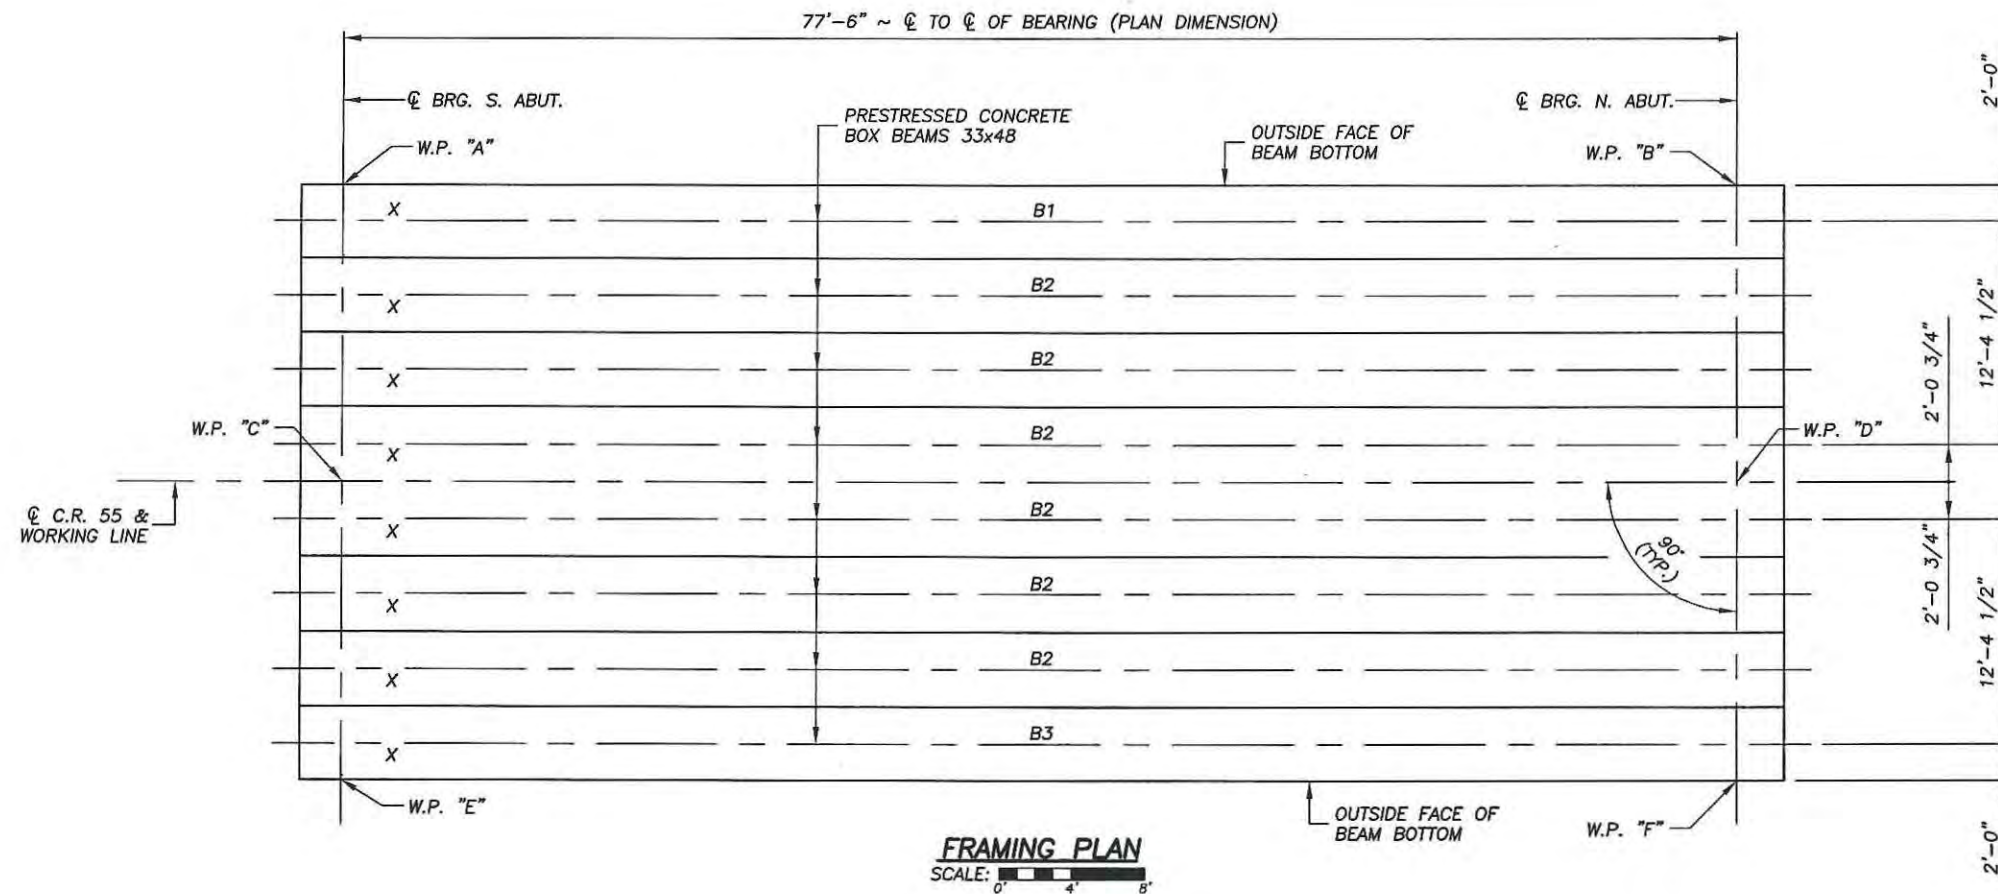 77'-6" ~ ℄ TO ℄ OF BEARING (PLAN DIMENSION)
℄ BRG. S. ABUT.
℄ BRG. N. ABUT.
2'-0"
W.P. "A"
PRESTRESSED CONCRETE
BOX BEAMS 33x48
OUTSIDE FACE OF
BEAM BOTTOM
W.P. "B"
X
B1
B2
X
B2
X
12'-4 1/2"
2'-0 3/4"
W.P. "C"
B2
X
W.P. "D"
℄ C.R. 55 &
WORKING LINE
B2
X
90°
(TYP.)
2'-0 3/4"
12'-4 1/2"
B2
X
B2
X
B3
X
W.P. "E"
OUTSIDE FACE OF
BEAM BOTTOM
W.P. "F"
2'-0"
FRAMING PLAN
SCALE:
0' 4' 8'